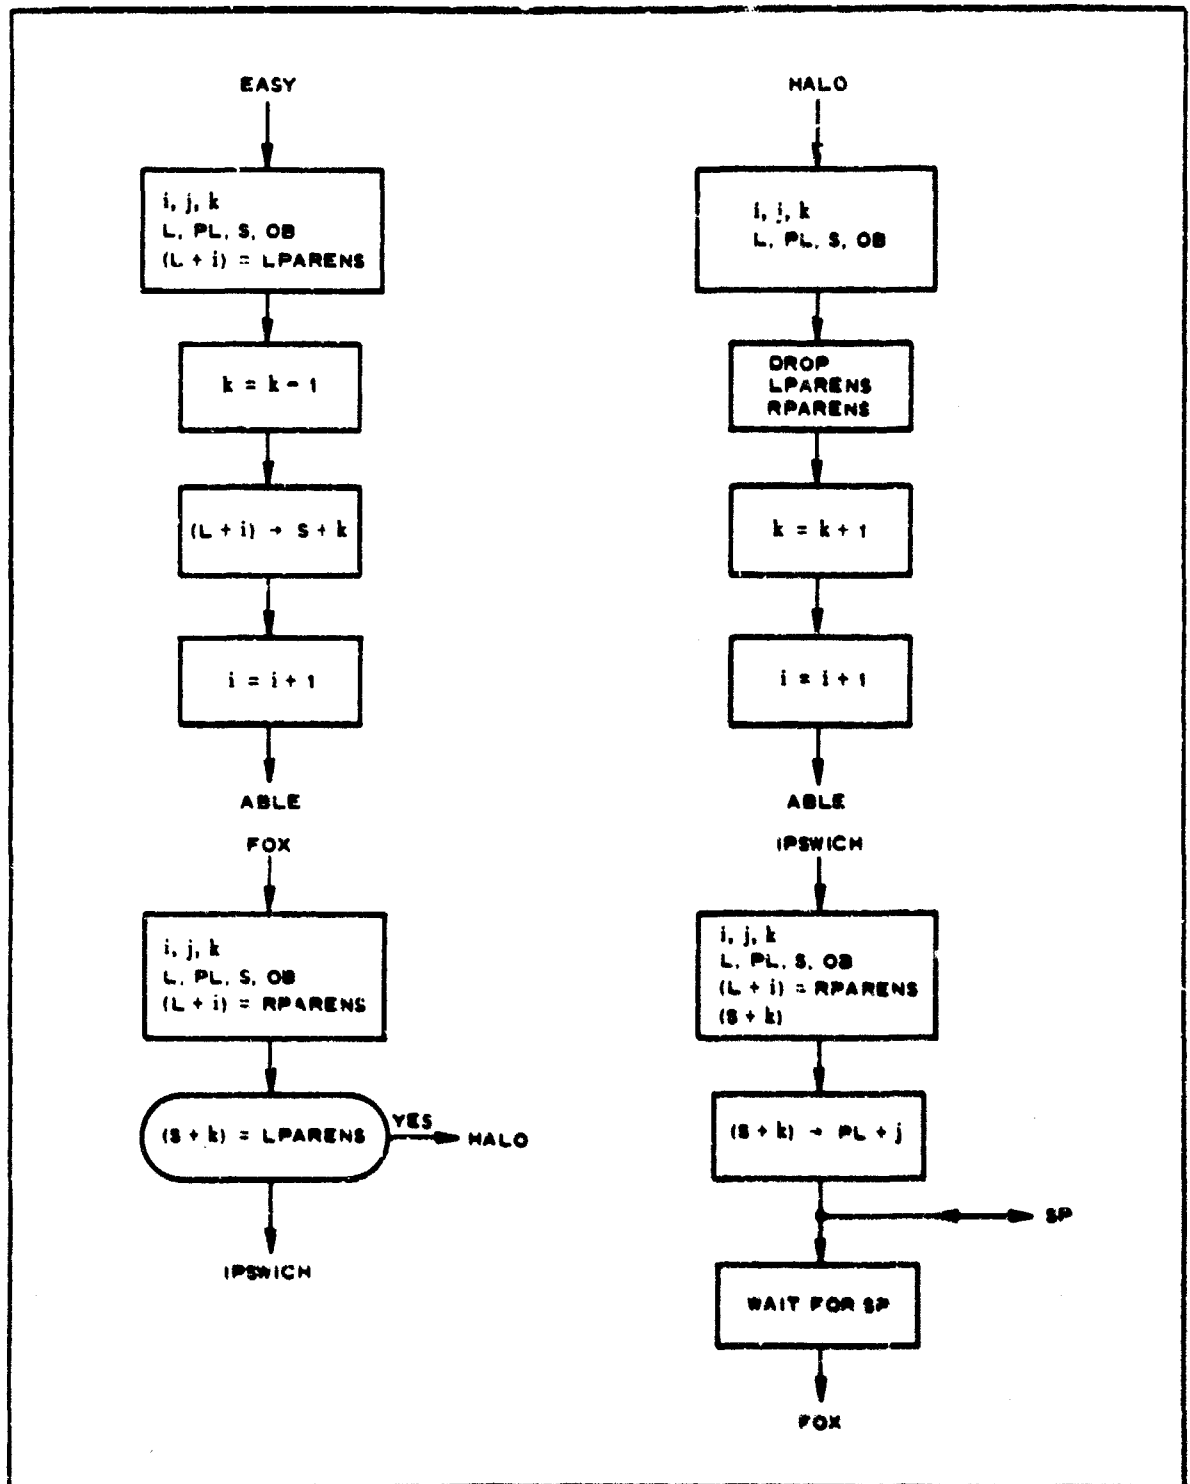 EASY
i, j, k
L, PL, S, OB
(L + i) = LPARENS
k = k - 1
(L + i) → S + k
i = i + 1
ABLE
FOX
i, j, k
L, PL, S, OB
(L + i) = RPARENS
(S + k) = LPARENS
YES
HALO
IPSWICH
HALO
i, j, k
L, PL, S, OB
DROP
LPARENS
RPARENS
k = k + 1
i = i + 1
ABLE
IPSWICH
i, j, k
L, PL, S, OB
(L + i) = RPARENS
(S + k)
(S + k) → PL + j
SP
WAIT FOR SP
FOX